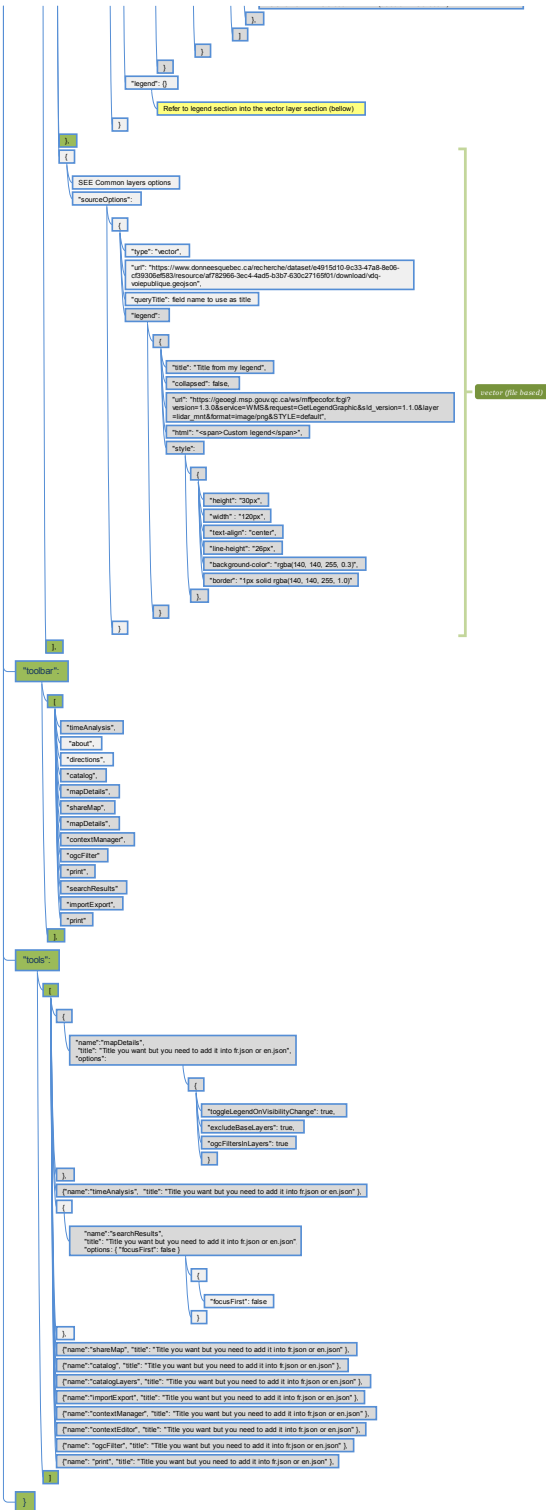 },
]
}
}
"legend": {}
Refer to legend section into the vector layer section (bellow)
}
},
{
SEE Common layers options
"sourceOptions":
{
"type": "vector",
"url": "https://www.donneesquebec.ca/recherche/dataset/e4915d10-9c33-47a8-8e06-
cf39306ef583/resource/af782966-3ec4-4ad5-b3b7-630c27165f01/download/vdq-
voiepublique.geojson",
"queryTitle": field name to use as title
"legend":
{
"title": "Title from my legend",
"collapsed": false,
"url": "https://geoegl.msp.gouv.qc.ca/ws/mffpecofor.fcgi?
version=1.3.0&service=WMS&request=GetLegendGraphic&sld_version=1.1.0&layer
=lidar_mnt&format=image/png&STYLE=default",
vector (file based)
"html": "<span>Custom legend</span>",
"style":
{
"height": "30px",
"width" : "120px",
"text-align": "center",
"line-height": "26px",
"background-color": "rgba(140, 140, 255, 0.3)",
"border": "1px solid rgba(140, 140, 255, 1.0)"
},
}
}
],
"toolbar":
[
"timeAnalysis",
"about",
"directions",
"catalog",
"mapDetails",
"shareMap",
"mapDetails",
"contextManager",
"ogcFilter"
"print",
"searchResults"
"importExport",
"print"
],
"tools":
[
{
"name":"mapDetails",
"title": "Title you want but you need to add it into fr.json or en.json",
"options":
{
"toggleLegendOnVisibilityChange": true,
"excludeBaseLayers": true,
"ogcFiltersInLayers": true
}
},
{"name":"timeAnalysis", "title": "Title you want but you need to add it into fr.json or en.json" },
{
"name":"searchResults",
"title": "Title you want but you need to add it into fr.json or en.json"
"options: { "focusFirst": false }
{
"focusFirst": false
}
},
{"name":"shareMap", "title": "Title you want but you need to add it into fr.json or en.json" },
{"name":"catalog", "title": "Title you want but you need to add it into fr.json or en.json" },
{"name":"catalogLayers", "title": "Title you want but you need to add it into fr.json or en.json" },
{"name":"importExport", "title": "Title you want but you need to add it into fr.json or en.json" },
{"name":"contextManager", "title": "Title you want but you need to add it into fr.json or en.json" },
{"name":"contextEditor", "title": "Title you want but you need to add it into fr.json or en.json" },
{"name": "ogcFilter", "title": "Title you want but you need to add it into fr.json or en.json" },
{"name": "print", "title": "Title you want but you need to add it into fr.json or en.json" },
]
}